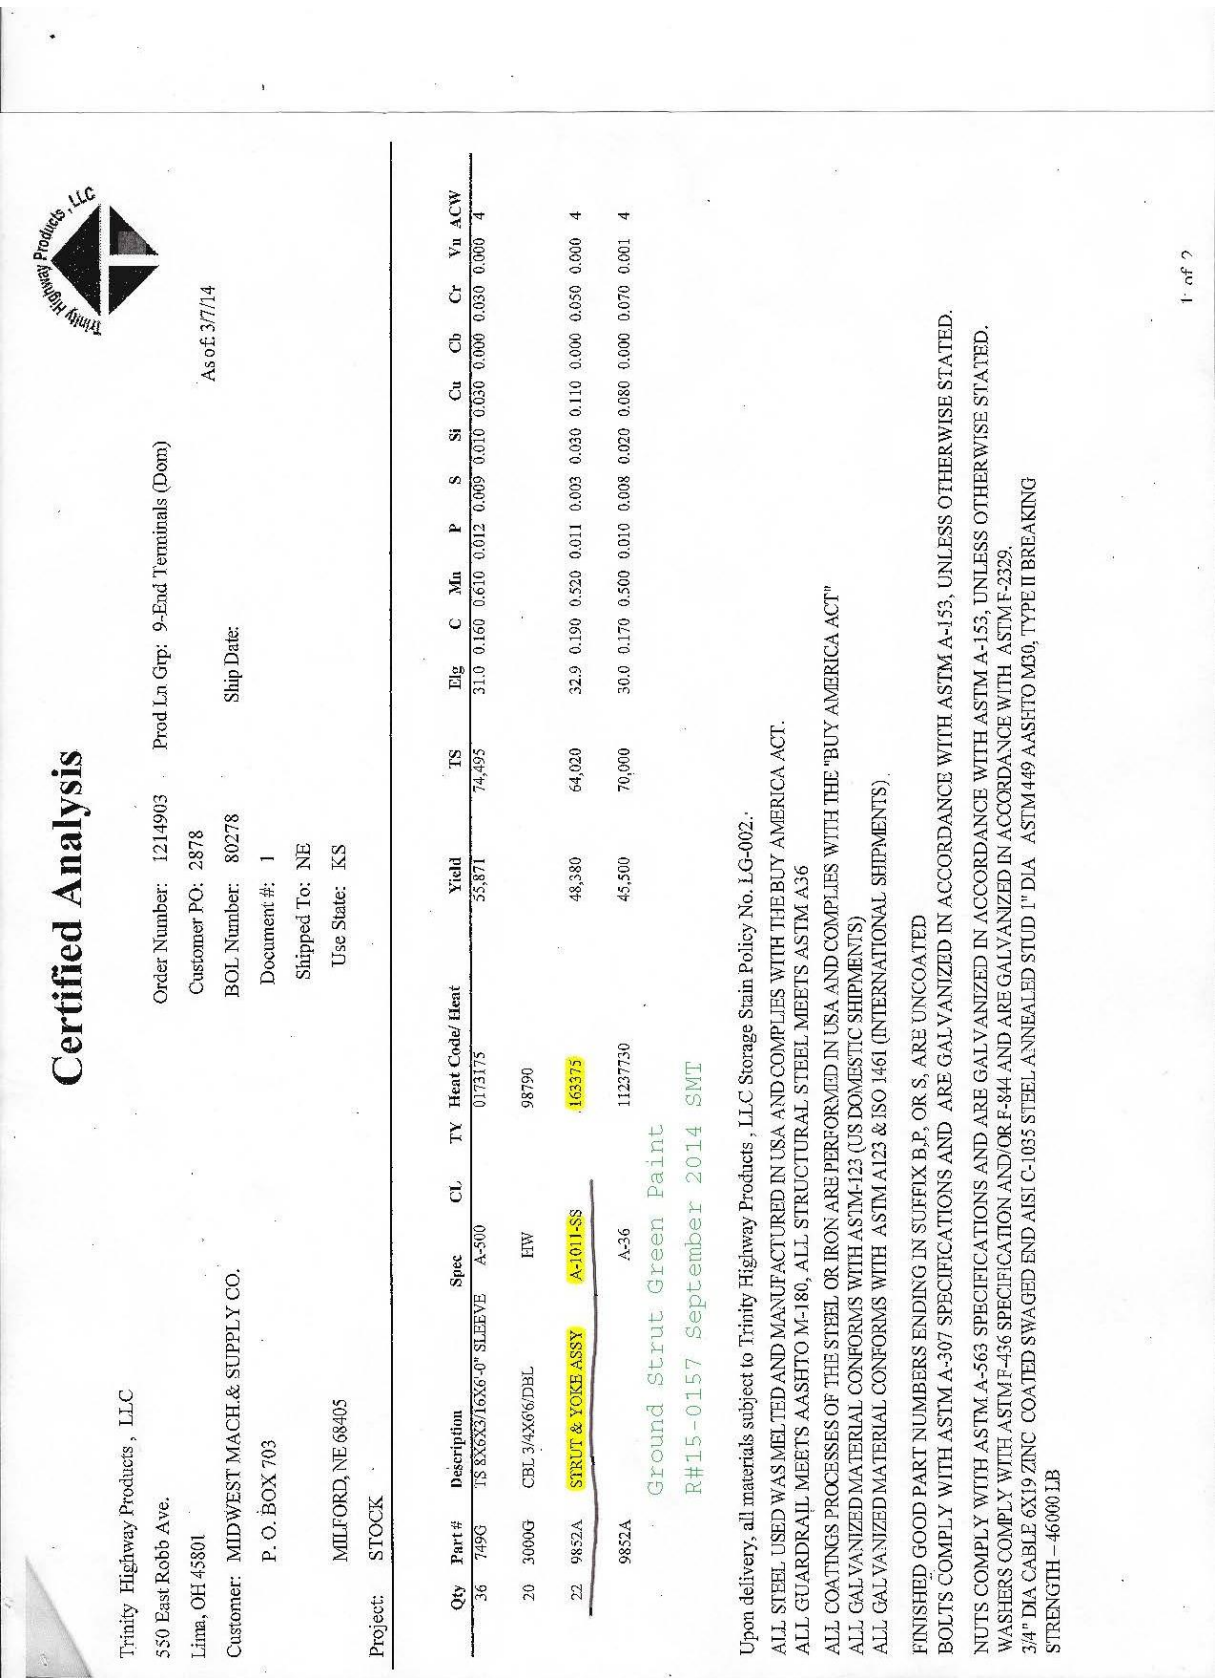 Trinity Highway Products, LLC
Certified Analysis
Trinity Highway Products , LLC
550 East Robb Ave.
Lima, OH 45801
Customer: MIDWEST MACH.& SUPPLY CO.
P. O. BOX 703
MILFORD, NE 68405
Project: STOCK
Order Number: 1214903 Prod Ln Grp: 9-End Terminals (Dom)
Customer PO: 2878
BOL Number: 80278 Ship Date:
Document #: 1
Shipped To: NE
Use State: KS
As of: 3/7/14
Qty Part # Description Spec CL TY Heat Code/ Heat Yield TS Elg C Mn P S Si Cu Cb Cr Vn ACW
36 749G TS 8X6X3/16X6'-0" SLEEVE A-500 0173175 55,871 74,495 31.0 0.160 0.610 0.012 0.009 0.010 0.030 0.000 0.030 0.000 4
20 3000G CBL 3/4X6'6/DBL HW 98790
22 9852A STRUT & YOKE ASSY A-1011-SS 163375 48,380 64,020 32.9 0.190 0.520 0.011 0.003 0.030 0.110 0.000 0.050 0.000 4
9852A A-36 11237730 45,500 70,000 30.0 0.170 0.500 0.010 0.008 0.020 0.080 0.000 0.070 0.001 4
Ground Strut Green Paint
R#15-0157 September 2014 SMT
Upon delivery, all materials subject to Trinity Highway Products , LLC Storage Stain Policy No. LG-002.
ALL STEEL USED WAS MELTED AND MANUFACTURED IN USA AND COMPLIES WITH THE BUY AMERICA ACT.
ALL GUARDRAIL MEETS AASHTO M-180, ALL STRUCTURAL STEEL MEETS ASTM A36
ALL COATINGS PROCESSES OF THE STEEL OR IRON ARE PERFORMED IN USA AND COMPLIES WITH THE "BUY AMERICA ACT"
ALL GALVANIZED MATERIAL CONFORMS WITH ASTM-123 (US DOMESTIC SHIPMENTS)
ALL GALVANIZED MATERIAL CONFORMS WITH ASTM A123 & ISO 1461 (INTERNATIONAL SHIPMENTS)
FINISHED GOOD PART NUMBERS ENDING IN SUFFIX B,P, OR S, ARE UNCOATED
BOLTS COMPLY WITH ASTM A-307 SPECIFICATIONS AND ARE GALVANIZED IN ACCORDANCE WITH ASTM A-153, UNLESS OTHERWISE STATED.
NUTS COMPLY WITH ASTM A-563 SPECIFICATIONS AND ARE GALVANIZED IN ACCORDANCE WITH ASTM A-153, UNLESS OTHERWISE STATED.
WASHERS COMPLY WITH ASTM F-436 SPECIFICATION AND/OR F-844 AND ARE GALVANIZED IN ACCORDANCE WITH ASTM F-2329.
3/4" DIA CABLE 6X19 ZINC COATED SWAGED END AISI C-1035 STEEL ANNEALED STUD 1" DIA ASTM 449 AASHTO M30, TYPE II BREAKING
STRENGTH – 46000 LB
1 of 2